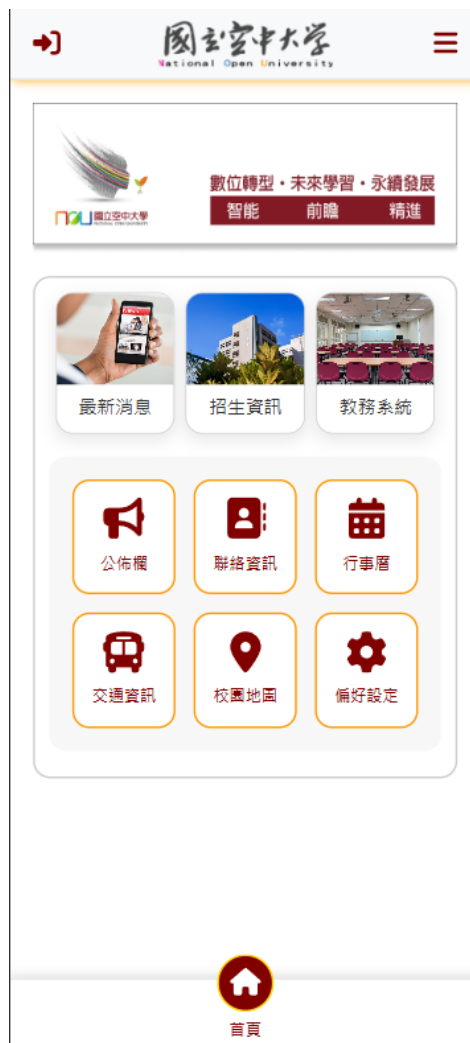 國立空中大学
National Open University
數位轉型・未來學習・永續發展
nou 國立空中大學
智能 前瞻 精進
最新消息 招生資訊 教務系統
公佈欄 聯絡資訊 行事曆
交通資訊 校園地圖 偏好設定
首頁